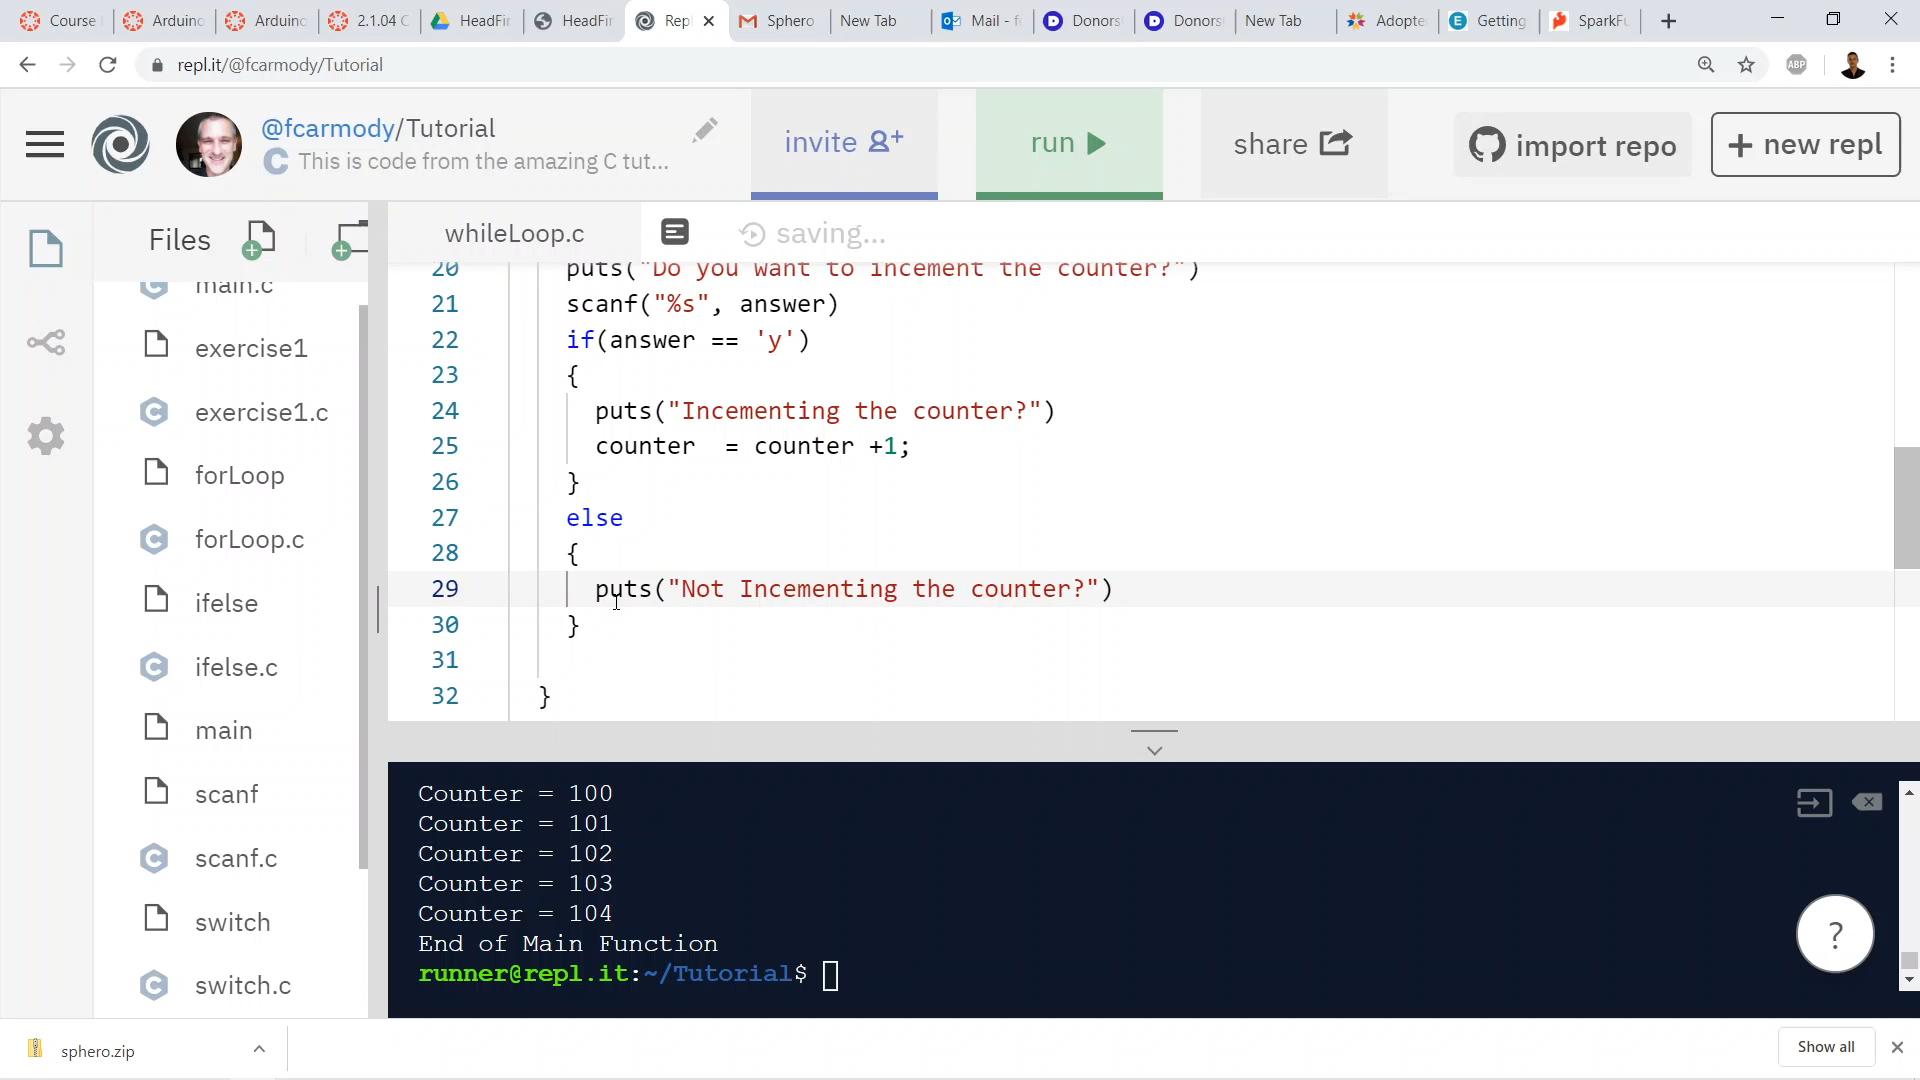 Course
Arduino
Arduino
2.1.04 C
HeadFir
HeadFir
Repl
Sphero
New Tab
Mail - f
Donors
Donors
New Tab
Adopte
Getting
SparkFu
repl.it/@fcarmody/Tutorial
ABP
@fcarmody/Tutorial
C This is code from the amazing C tut...
invite
run
share
import repo
+ new repl
Files
whileLoop.c
saving...
main.c
exercise1
exercise1.c
forLoop
forLoop.c
ifelse
ifelse.c
main
scanf
scanf.c
switch
switch.c
20 puts("Do you want to incement the counter?")
21 scanf("%s", answer)
22 if(answer == 'y')
23 {
24 puts("Incementing the counter?")
25 counter  = counter +1;
26 }
27 else
28 {
29 puts("Not Incementing the counter?")
30 }
31
32 }
Counter = 100
Counter = 101
Counter = 102
Counter = 103
Counter = 104
End of Main Function
runner@repl.it:~/Tutorial$
?
sphero.zip
Show all